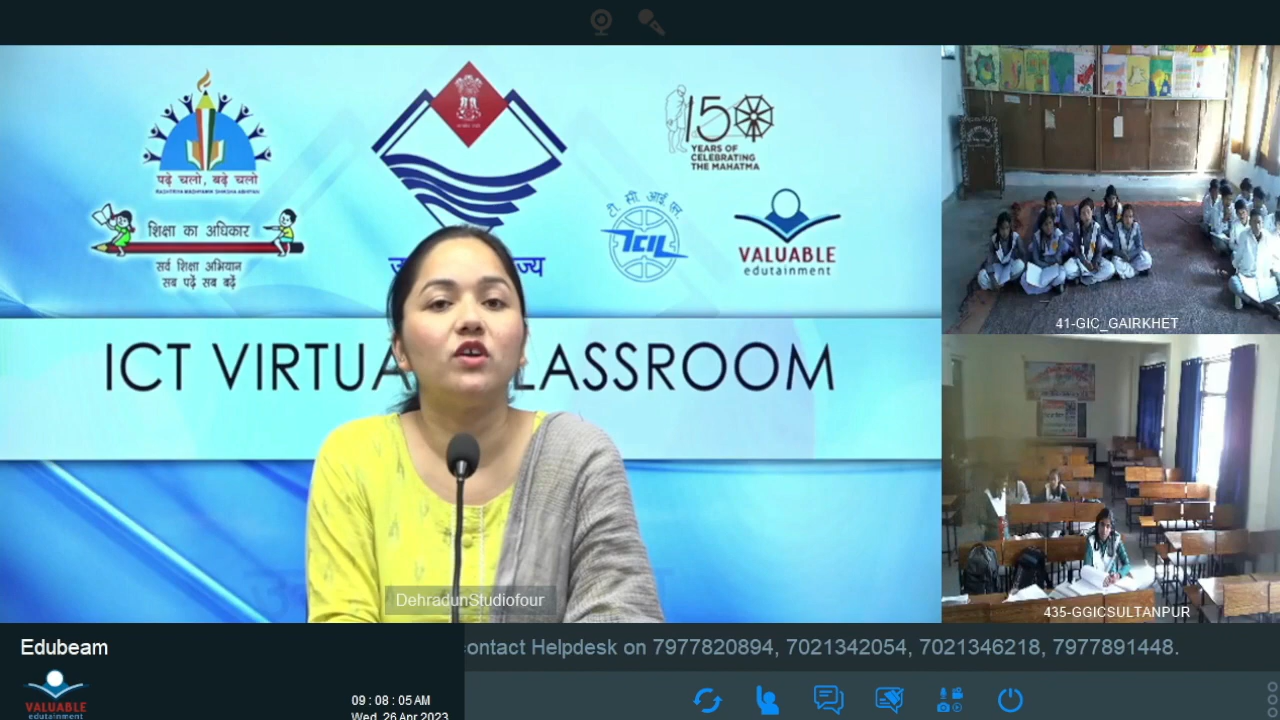 पढ़े चलो, बढ़े चलो
RASHTRIYA MADHYAMIK SHIKSHA ABHIYAN
शिक्षा का अधिकार
सर्व शिक्षा अभियान
सब पढ़ें सब बढ़ें
150
YEARS OF
CELEBRATING
THE MAHATMA
टी. सी. आई. एल.
TCIL
VALUABLE
edutainment
ICT VIRTUA LASSROOM
DehradunStudiofour
41-GIC_GAIRKHET
435-GGICSULTANPUR
Edubeam
ontact Helpdesk on 7977820894, 7021342054, 7021346218, 7977891448.
VALUABLE
edutainment
09 : 08 : 05 AM
Wed, 26 Apr 2023